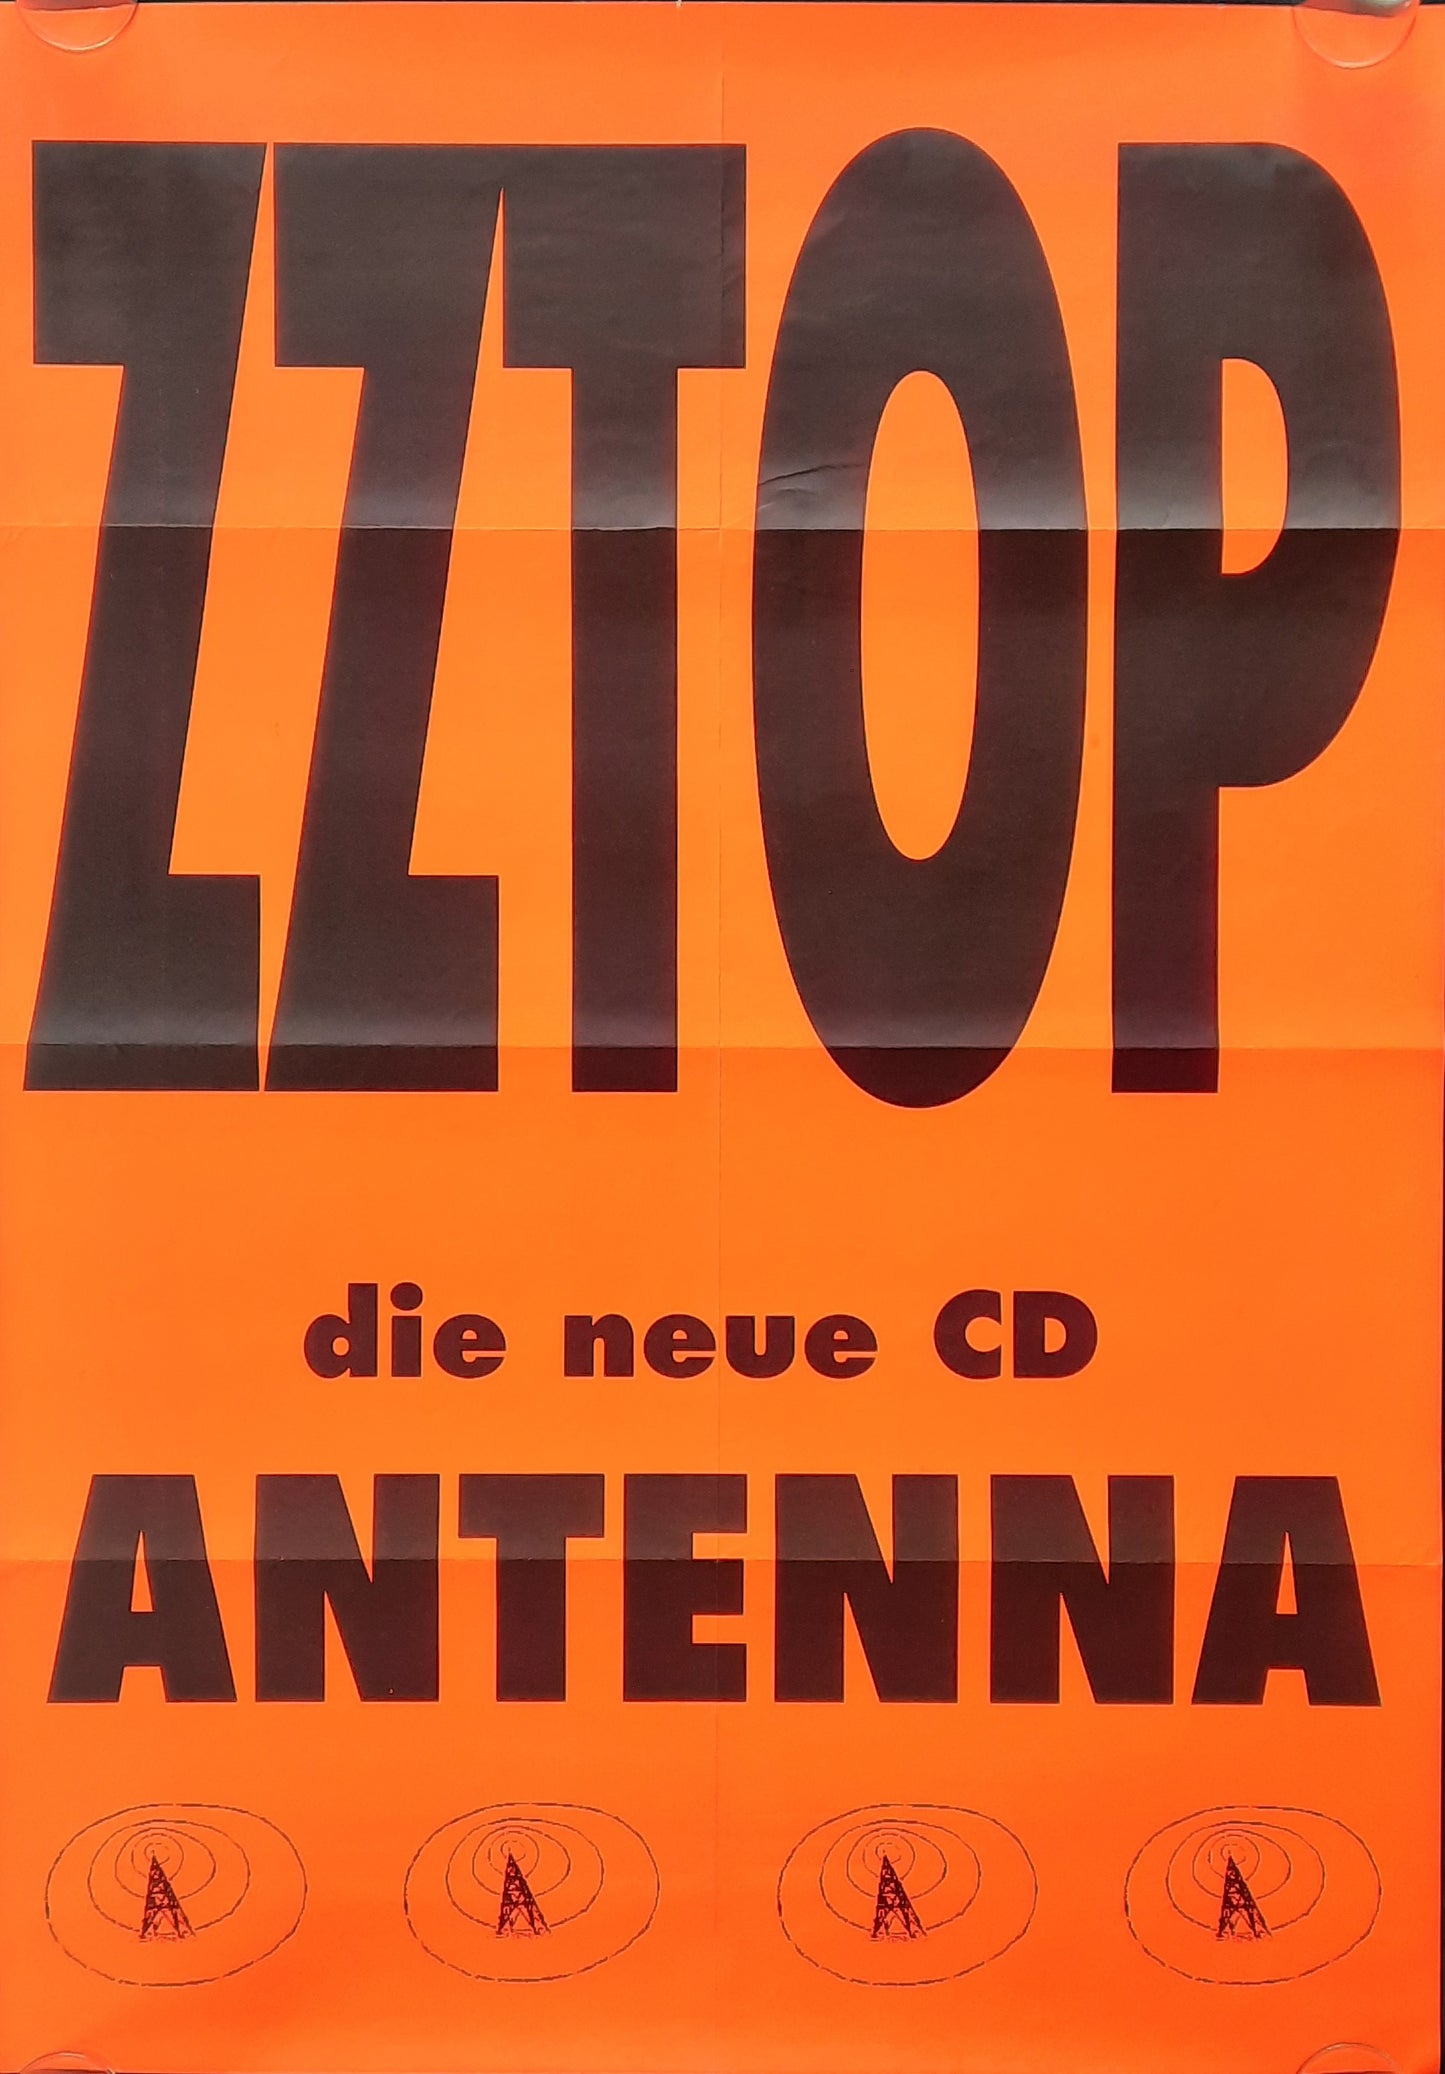 ZZTOP
die neue CD
ANTENNA